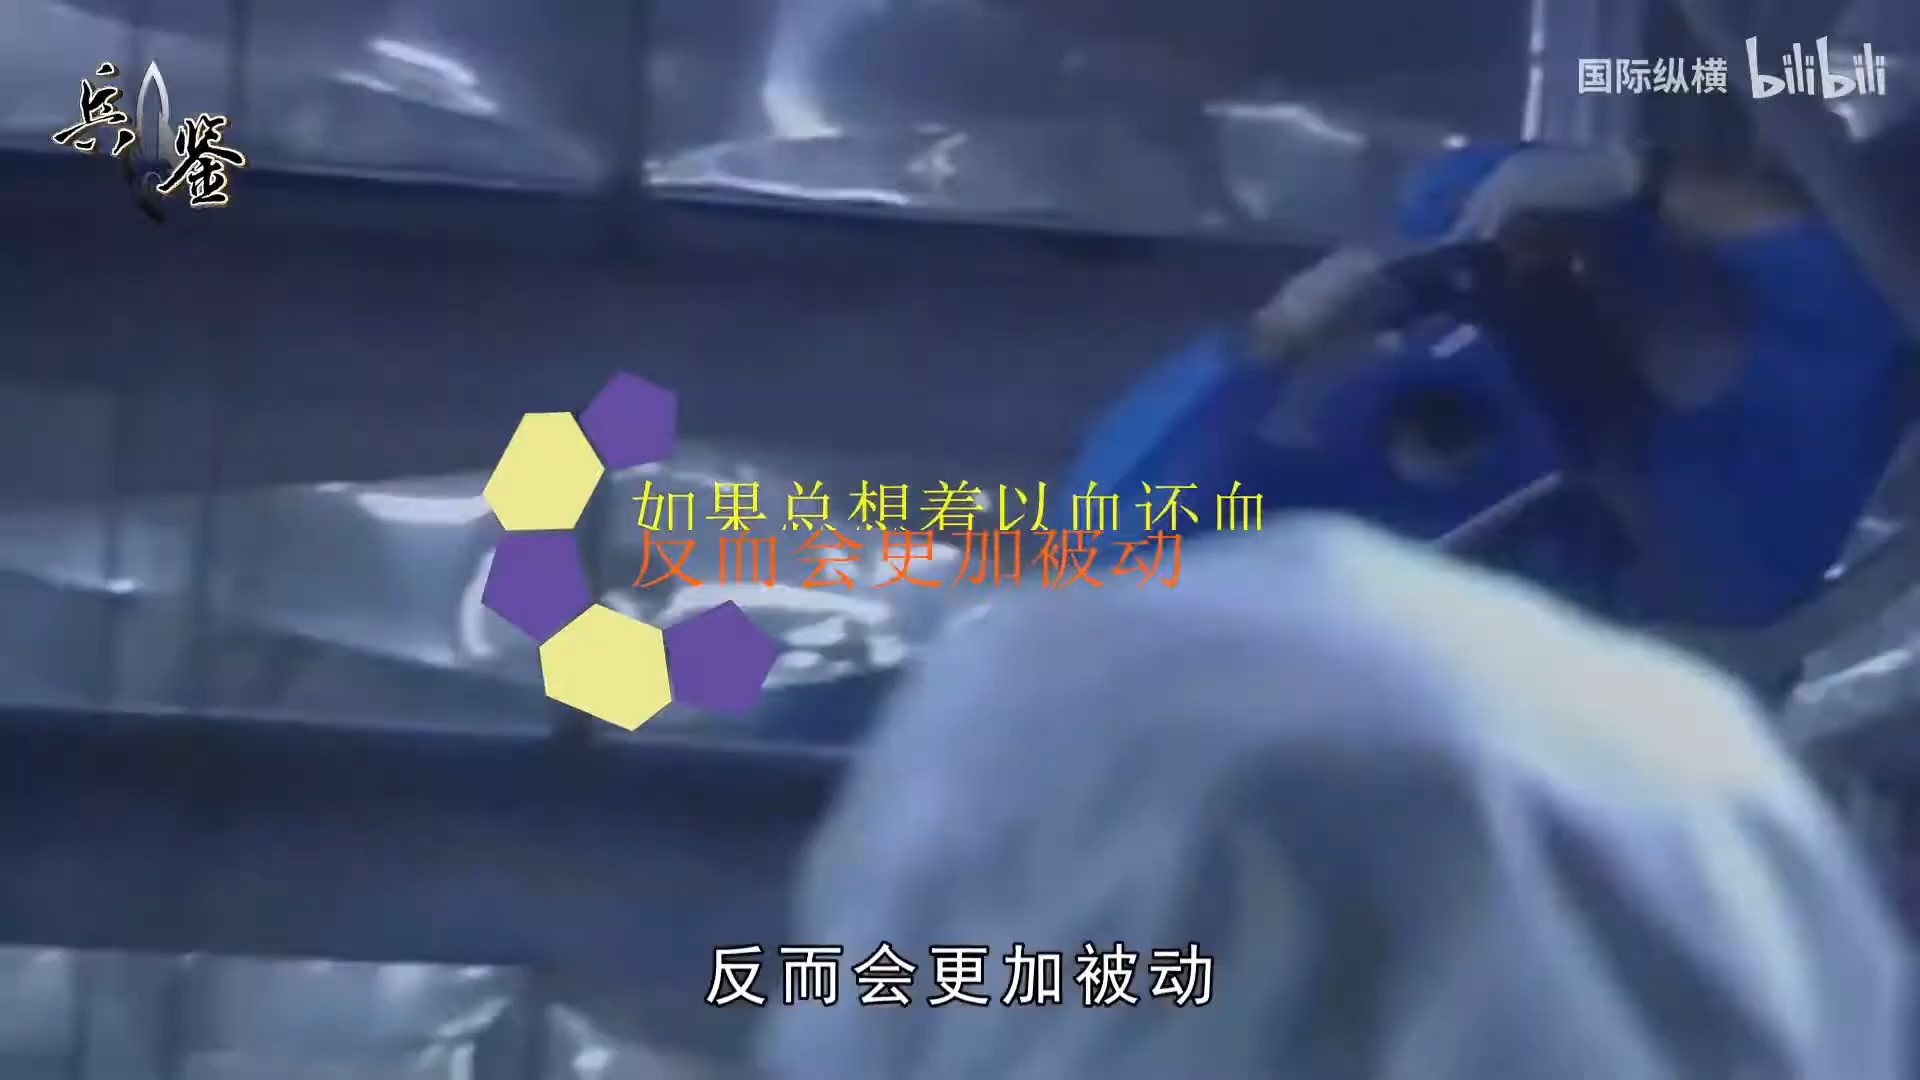 兵鉴
国际纵横 bilibili
如果总想着以血还血
反而会更加被动
反而会更加被动